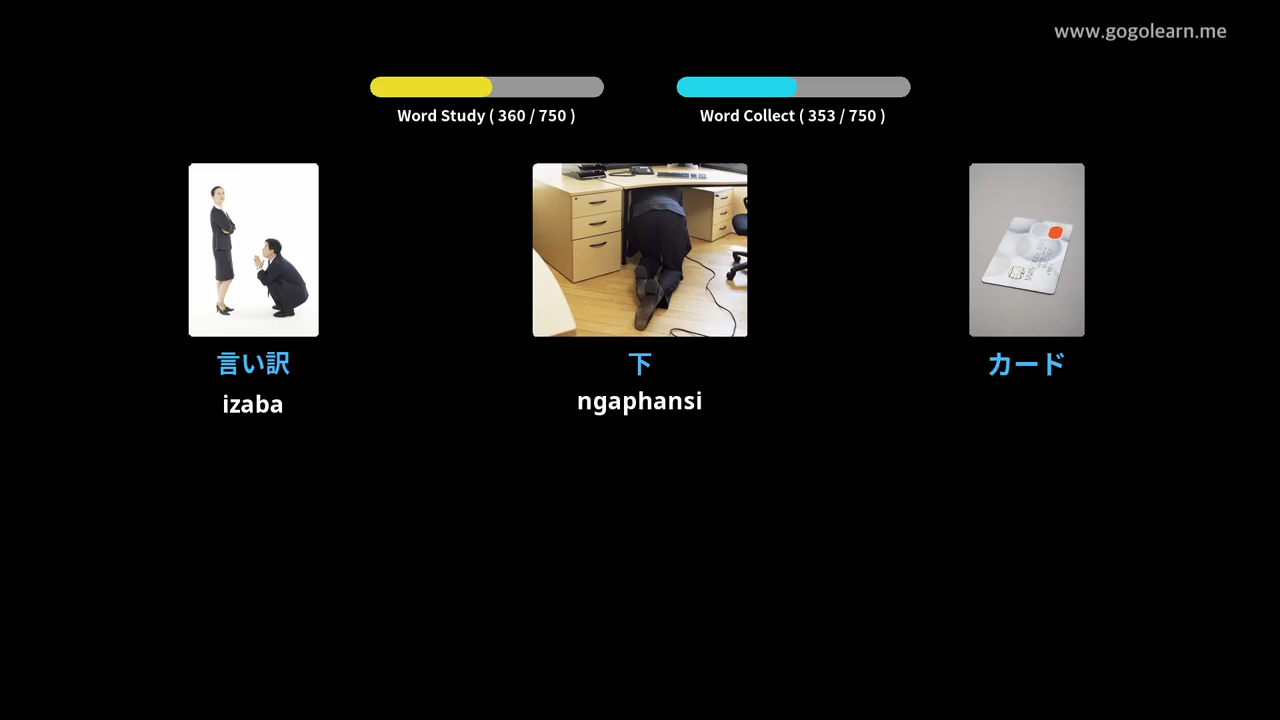 www.gogolearn.me
Word Study ( 360 / 750 )
Word Collect ( 353 / 750 )
言い訳
下
カード
izaba
ngaphansi